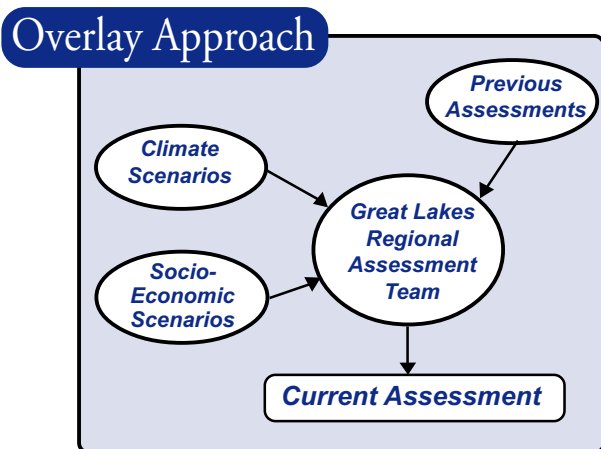 Overlay Approach
Previous
Assessments
Climate
Scenarios
Great Lakes
Regional
Assessment
Team
Socio-
Economic
Scenarios
Current Assessment